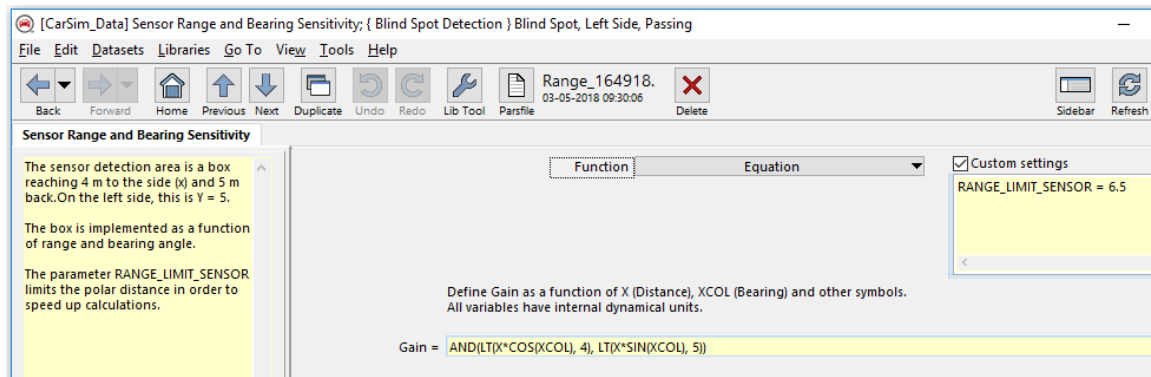 [CarSim_Data] Sensor Range and Bearing Sensitivity; { Blind Spot Detection } Blind Spot, Left Side, Passing
File Edit Datasets Libraries Go To View Tools Help
Back Forward Home Previous Next Duplicate Undo Redo Lib Tool Parsfile
Range_164918.
03-05-2018 09:30:06
Delete Sidebar Refresh
Sensor Range and Bearing Sensitivity
The sensor detection area is a box
reaching 4 m to the side (x) and 5 m
back.On the left side, this is Y = 5.
The box is implemented as a function
of range and bearing angle.
The parameter RANGE_LIMIT_SENSOR
limits the polar distance in order to
speed up calculations.
Function Equation
Custom settings
RANGE_LIMIT_SENSOR = 6.5
Define Gain as a function of X (Distance), XCOL (Bearing) and other symbols.
All variables have internal dynamical units.
Gain = AND(LT(X*COS(XCOL), 4), LT(X*SIN(XCOL), 5))